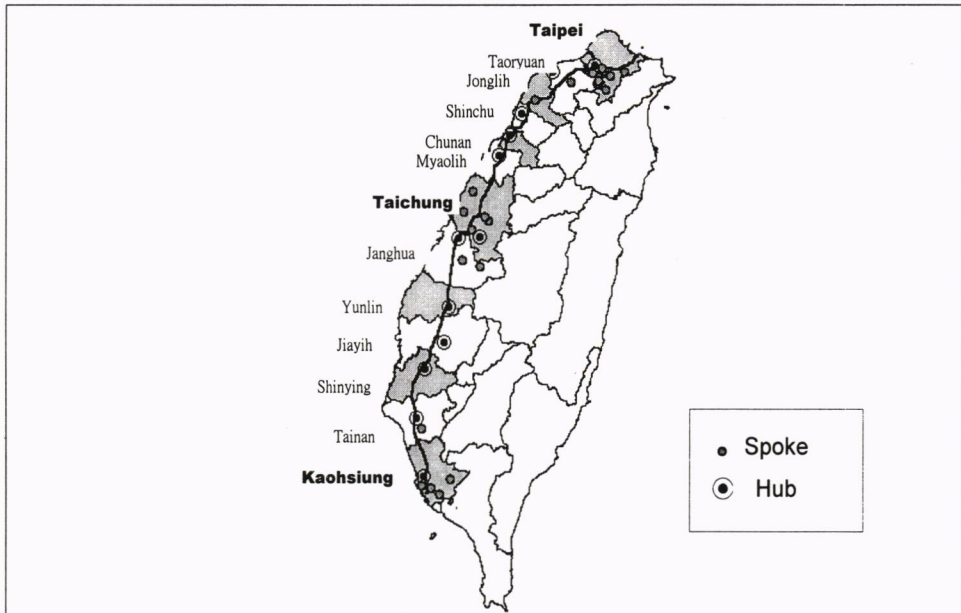 Taipei
Taoryuan
Jonglih
Shinchu
Chunan
Myaolih
Taichung
Janghua
Yunlin
Jiayih
Shinying
Tainan
Kaohsiung
Spoke
Hub